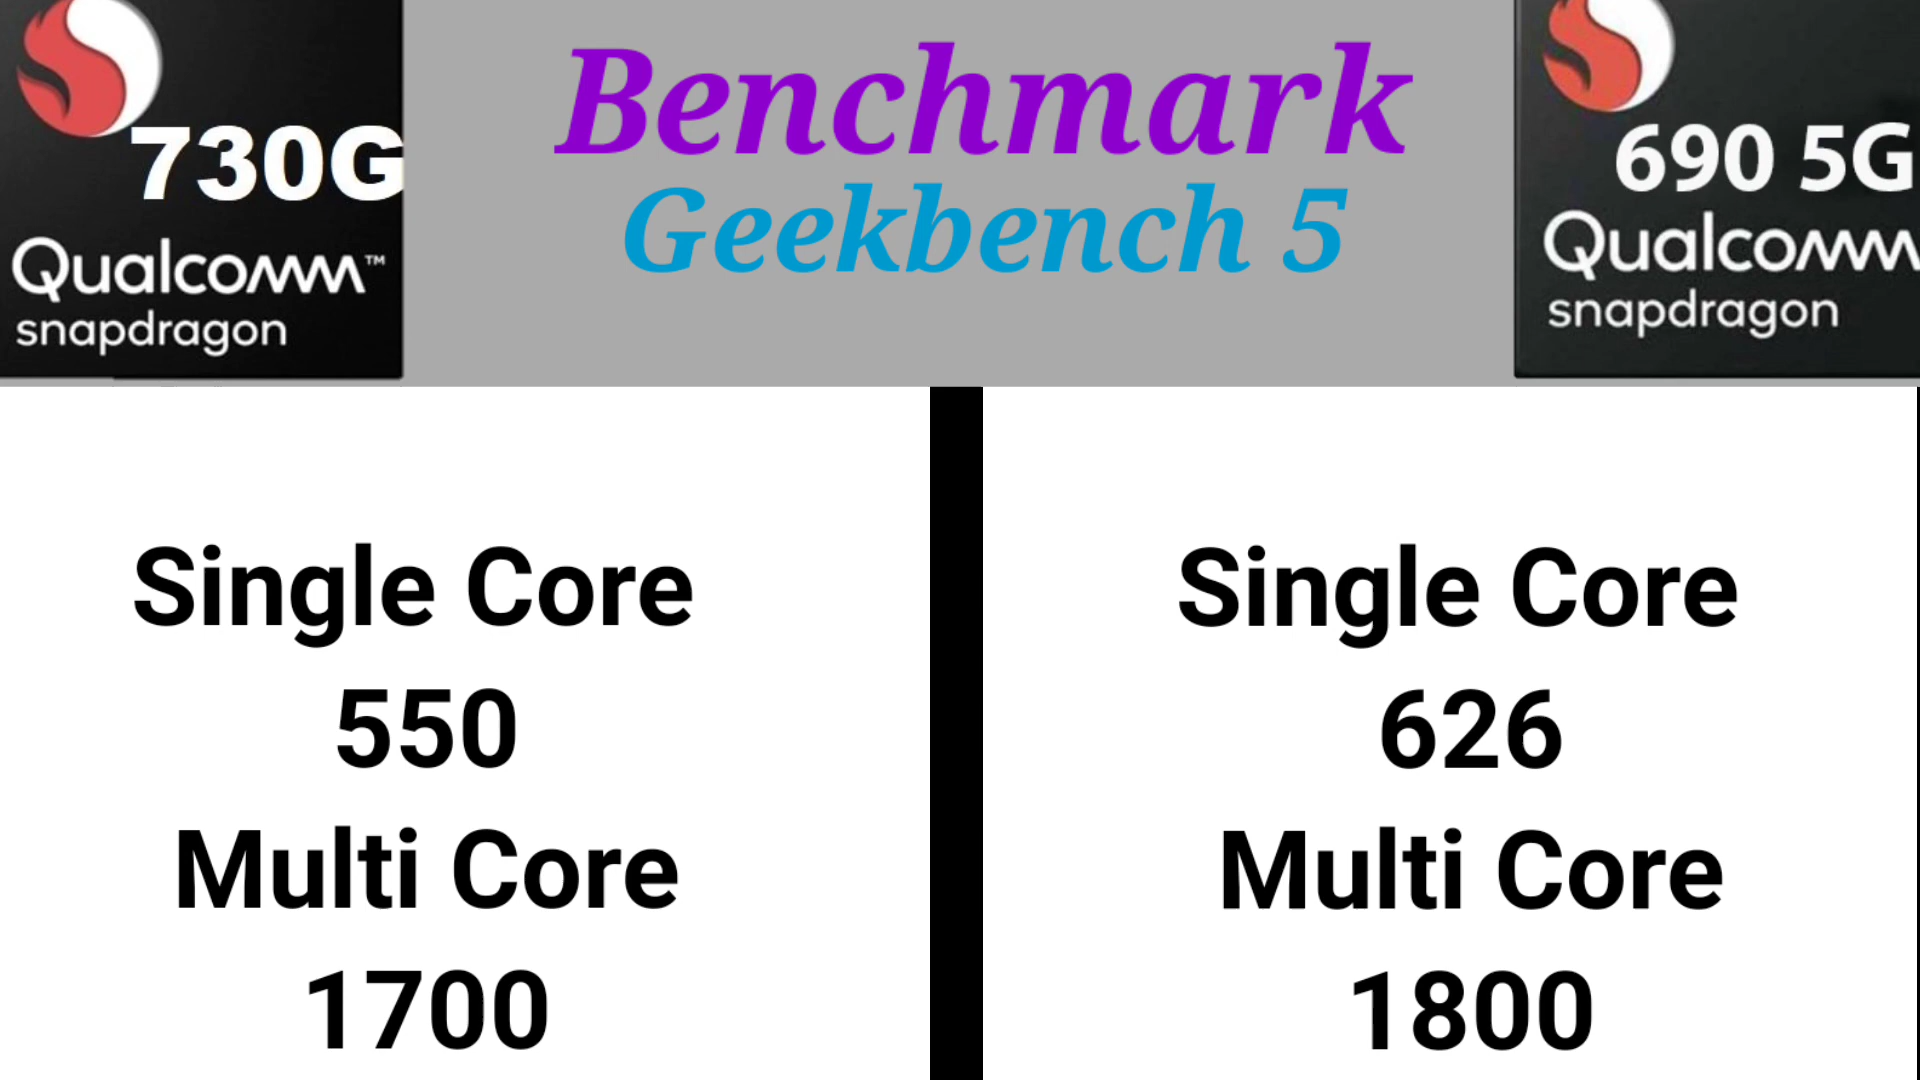 730G
Qualcomm™
snapdragon
Benchmark
Geekbench 5
690 5G
Qualcomm
snapdragon
Single Core
550
Multi Core
1700
Single Core
626
Multi Core
1800